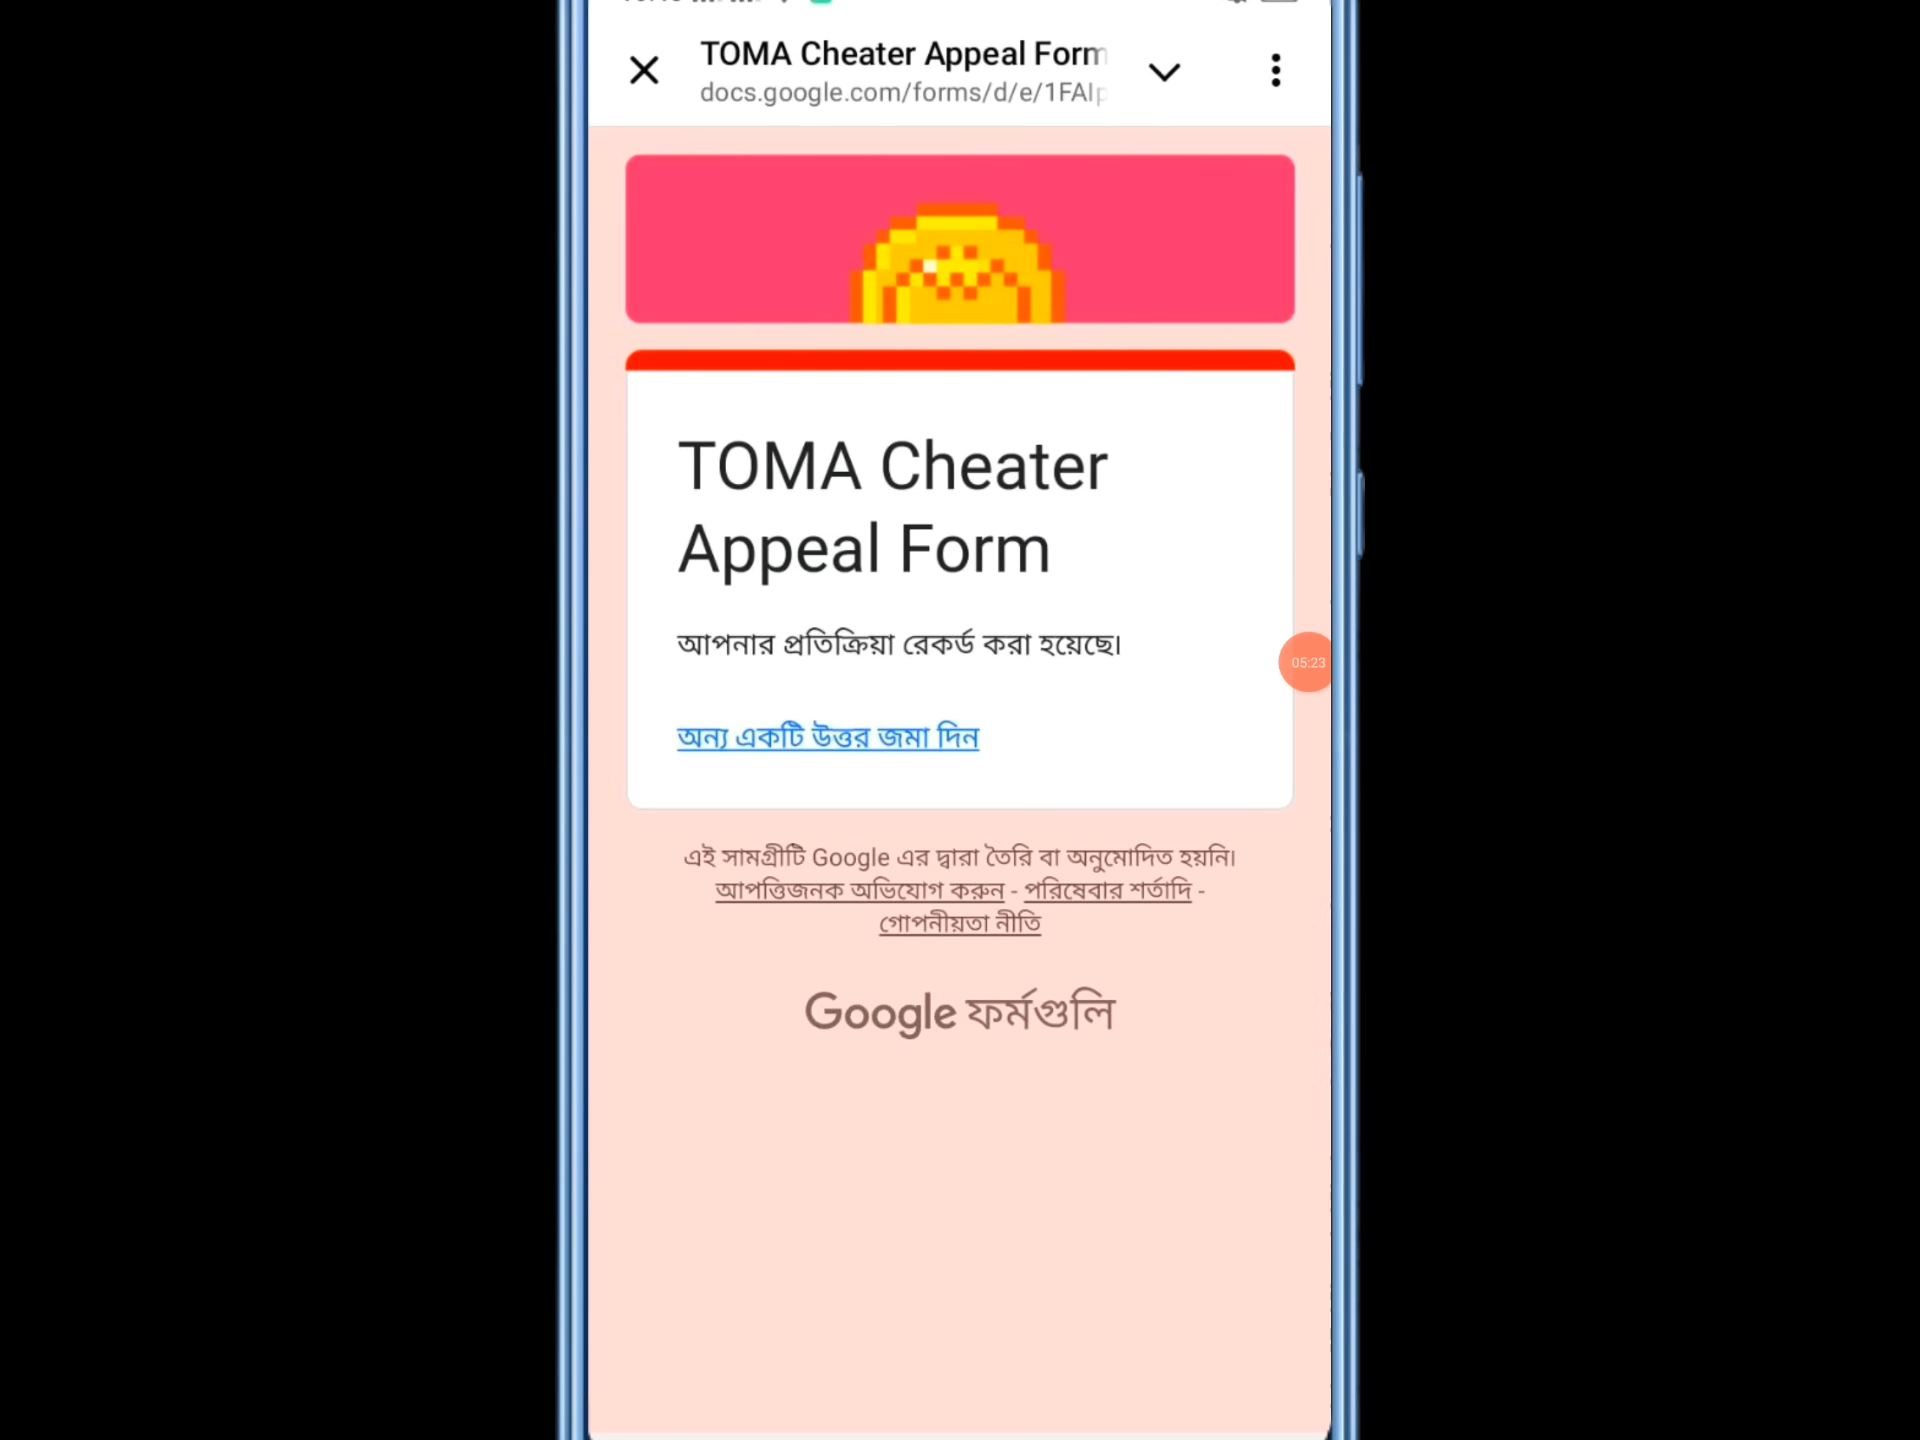 TOMA Cheater Appeal Form
docs.google.com/forms/d/e/1FAIp
TOMA Cheater
Appeal Form
আপনার প্রতিক্রিয়া রেকর্ড করা হয়েছে।
05:23
অন্য একটি উত্তর জমা দিন
এই সামগ্রীটি Google এর দ্বারা তৈরি বা অনুমোদিত হয়নি।
আপত্তিজনক অভিযোগ করুন - পরিষেবার শর্তাদি -
গোপনীয়তা নীতি
Google ফর্মগুলি